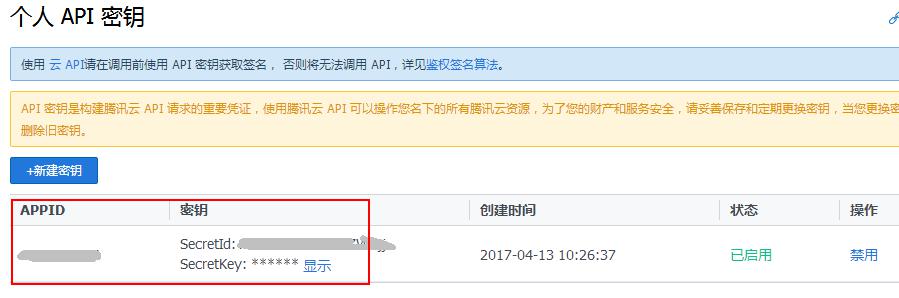 个人 API 密钥
使用 云 API请在调用前使用 API 密钥获取签名， 否则将无法调用 API，详见鉴权签名算法。
API 密钥是构建腾讯云 API 请求的重要凭证，使用腾讯云 API 可以操作您名下的所有腾讯云资源，为了您的财产和服务安全，请妥善保存和定期更换密钥，当您更换密
删除旧密钥。
+新建密钥
APPID 密钥 创建时间 状态 操作
SecretId:
SecretKey: ****** 显示 2017-04-13 10:26:37 已启用 禁用